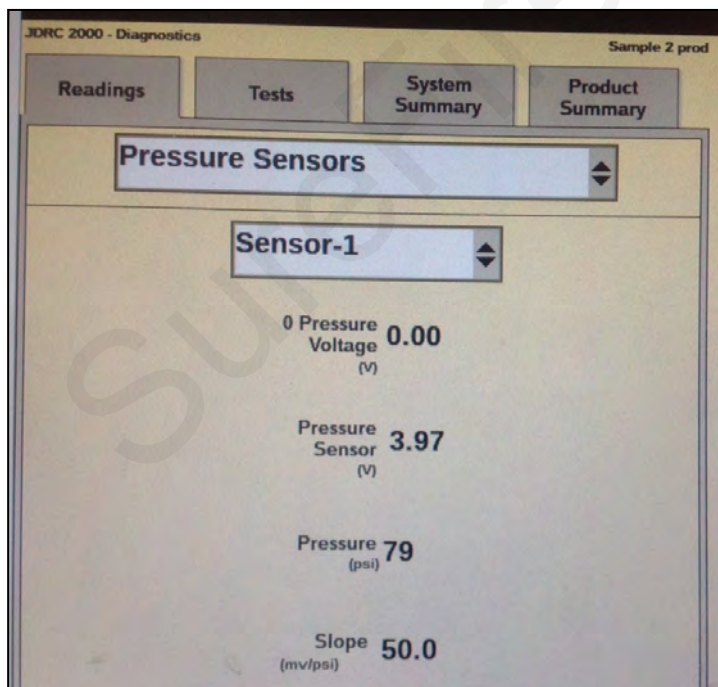 JDRC 2000 - Diagnostics
Sample 2 prod
Readings
Tests
System
Summary
Product
Summary
Pressure Sensors
Sensor-1
0 Pressure
Voltage 0.00
(V)
Pressure
Sensor 3.97
(V)
Pressure 79
(psi)
Slope 50.0
(mv/psi)